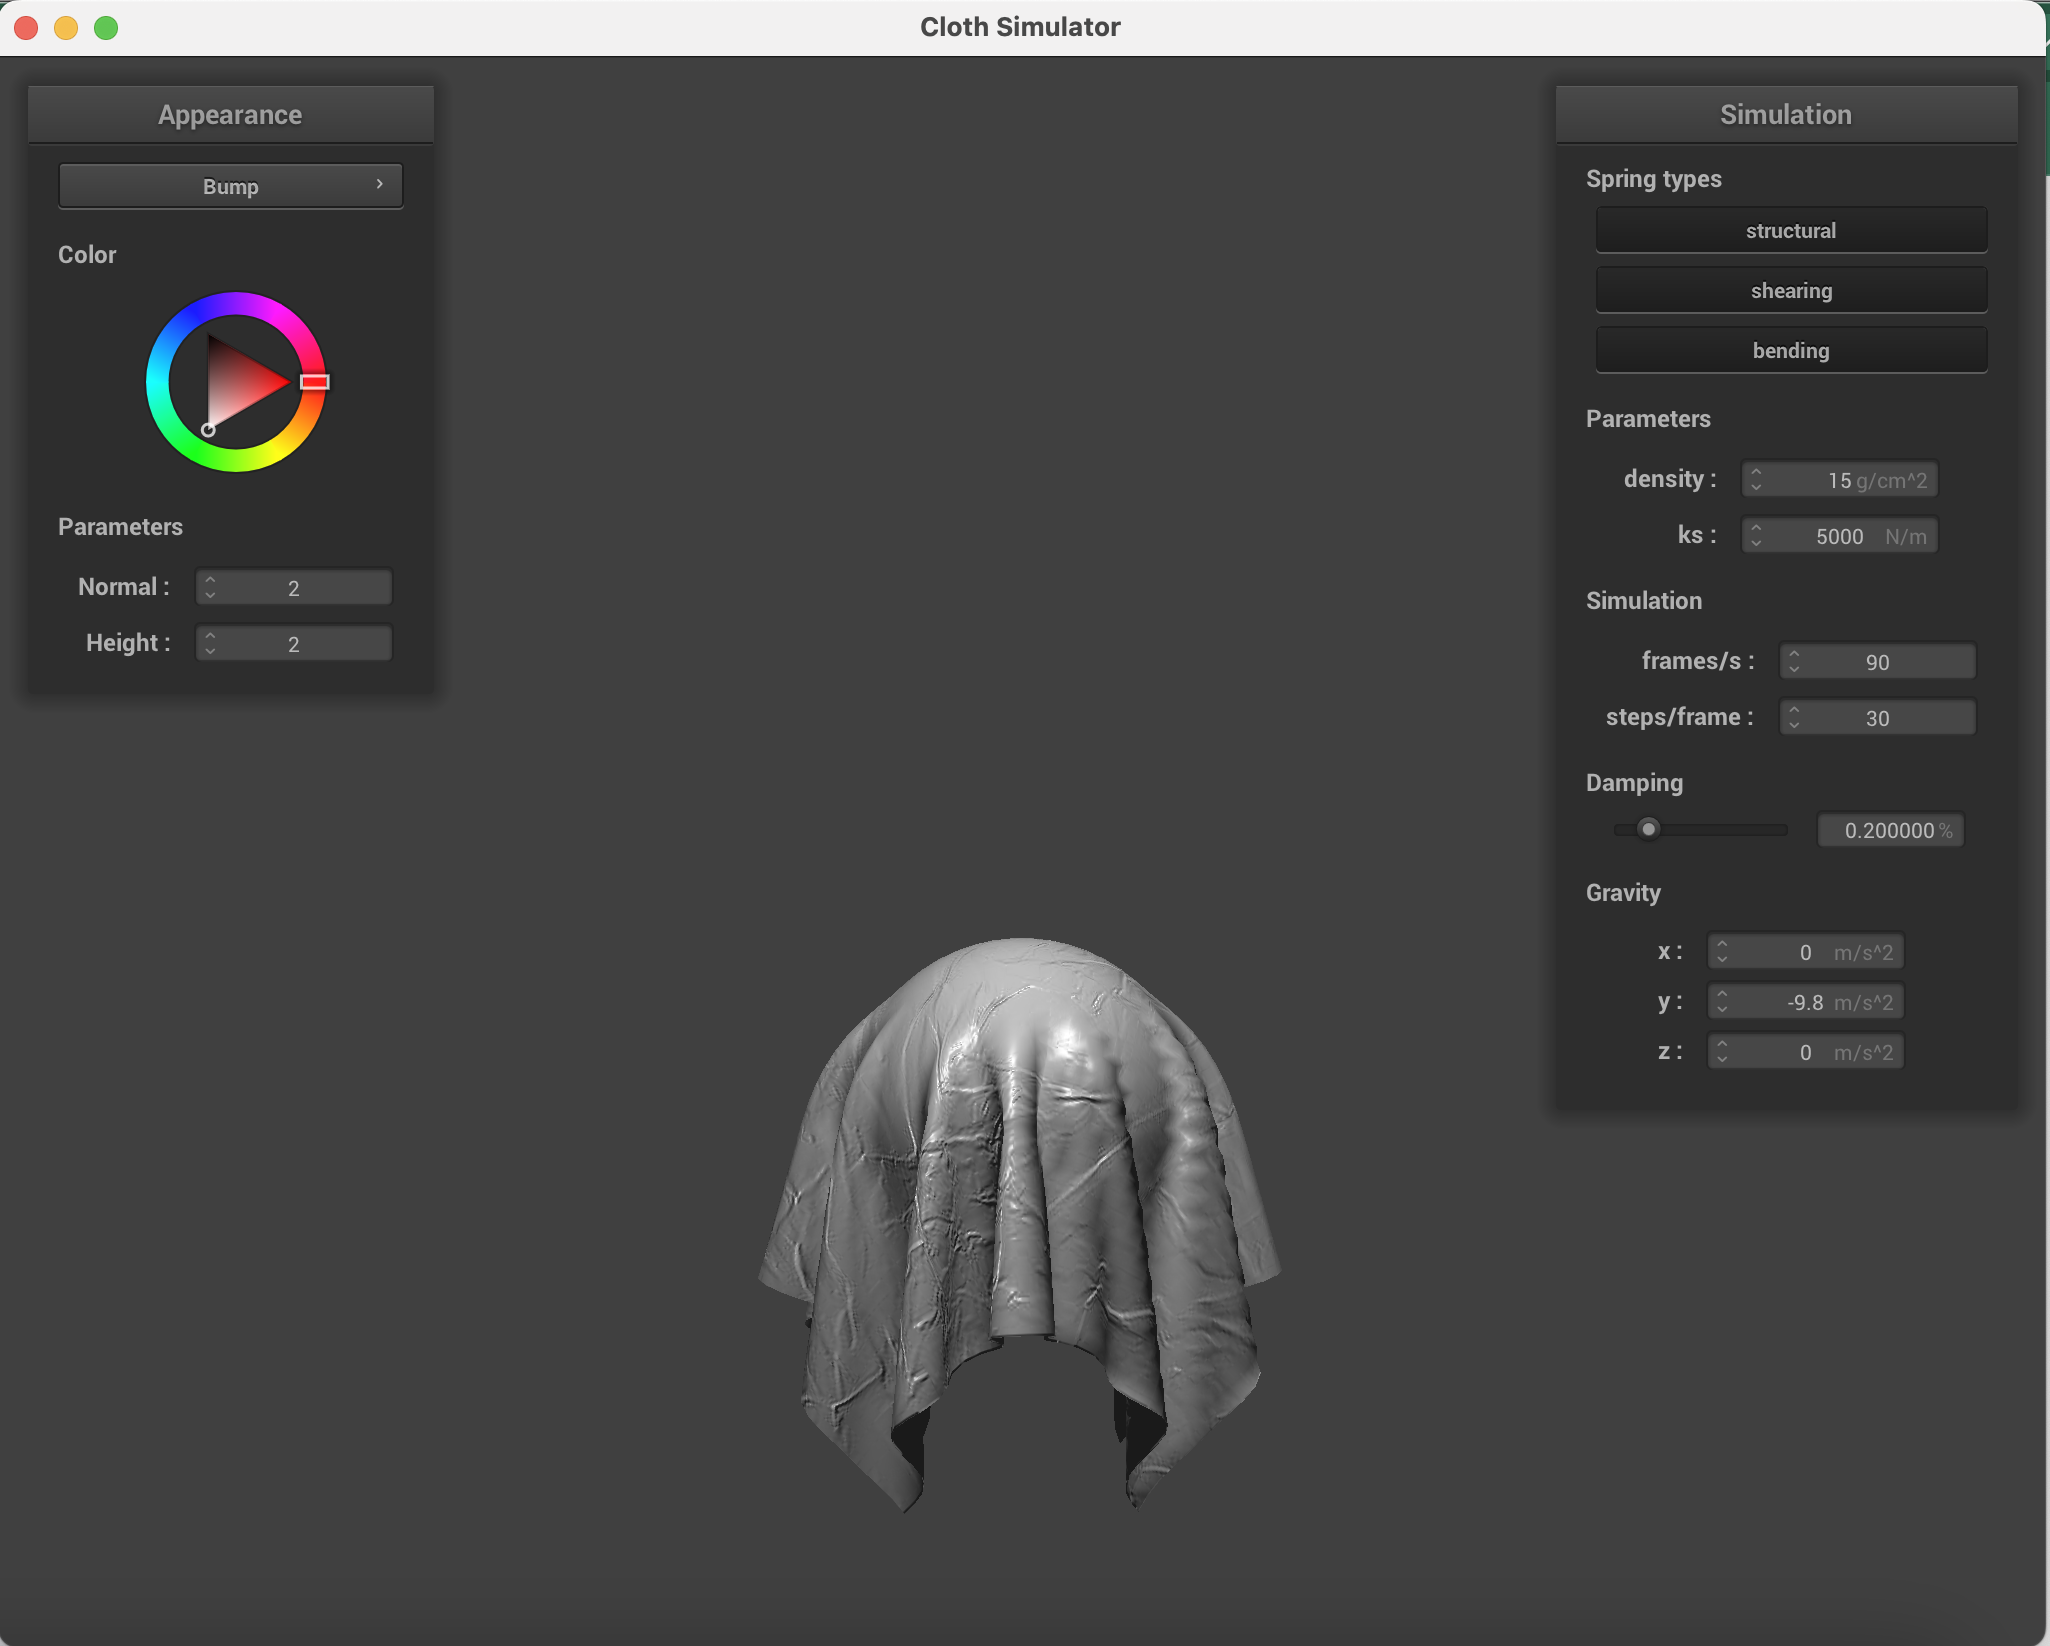 Cloth Simulator
Appearance
Bump
Color
Parameters
Normal : 2
Height : 2
Simulation
Spring types
structural
shearing
bending
Parameters
density : 15 g/cm^2
ks : 5000 N/m
Simulation
frames/s : 90
steps/frame : 30
Damping
0.200000 %
Gravity
x : 0 m/s^2
y : -9.8 m/s^2
z : 0 m/s^2